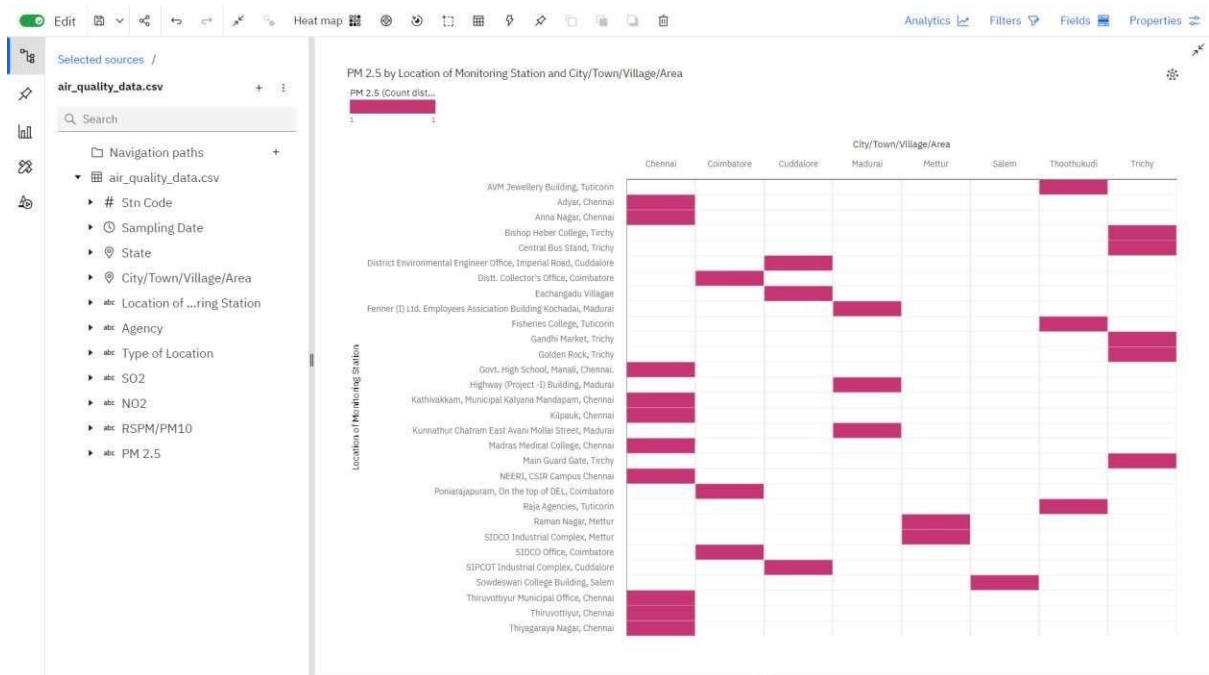 Edit
Heat map
Analytics
Filters
Fields
Properties
Selected sources /
air_quality_data.csv
Search
Navigation paths
air_quality_data.csv
# Stn Code
Sampling Date
State
City/Town/Village/Area
abc Location of ...ring Station
abc Agency
abc Type of Location
abc SO2
abc NO2
abc RSPM/PM10
abc PM 2.5
PM 2.5 by Location of Monitoring Station and City/Town/Village/Area
PM 2.5 (Count dist...
1 1
City/Town/Village/Area
Chennai Coimbatore Cuddalore Madurai Mettur Salem Thoothukudi Trichy
Location of Monitoring Station
AVM Jewellery Building, Tuticorin
Adyar, Chennai
Anna Nagar, Chennai
Bishop Heber College, Tirchy
Central Bus Stand, Trichy
District Environmental Engineer Office, Imperial Road, Cuddalore
Distt. Collector's Office, Coimbatore
Eachangadu Villagae
Fenner (I) Ltd. Employees Assiciation Building Kochadai, Madurai
Fisheries College, Tuticorin
Gandhi Market, Trichy
Golden Rock, Trichy
Govt. High School, Manali, Chennai.
Highway (Project -I) Building, Madurai
Kathivakkam, Municipal Kalyana Mandapam, Chennai
Kilpauk, Chennai
Kunnathur Chatram East Avani Mollai Street, Madurai
Madras Medical College, Chennai
Main Guard Gate, Tirchy
NEERI, CSIR Campus Chennai
Poniarajapuram, On the top of DEL, Coimbatore
Raja Agencies, Tuticorin
Raman Nagar, Mettur
SIDCO Industrial Complex, Mettur
SIDCO Office, Coimbatore
SIPCOT Industrial Complex, Cuddalore
Sowdeswari College Building, Salem
Thiruvottiyur Municipal Office, Chennai
Thiruvottiyur, Chennai
Thiyagaraya Nagar, Chennai